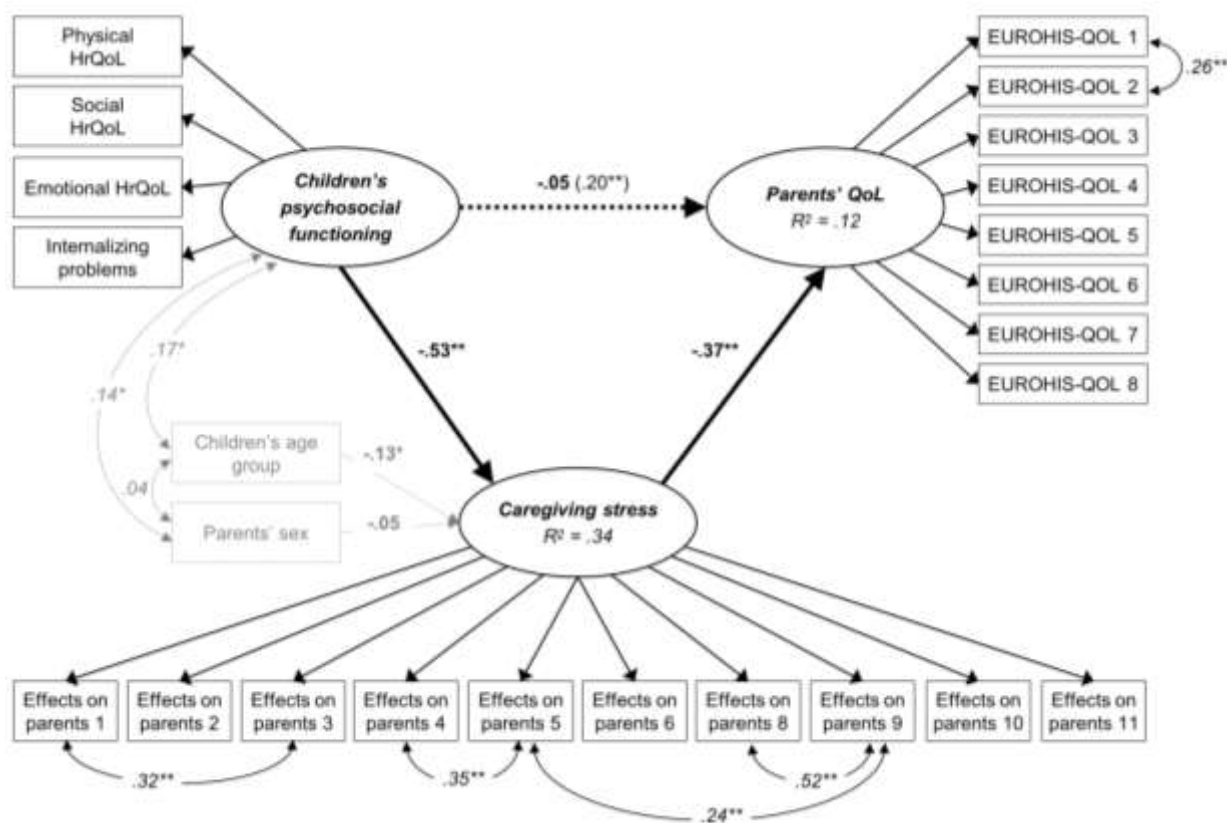 Physical
HrQoL
Social
HrQoL
Emotional HrQoL
Internalizing
problems
Children's
psychosocial
functioning
-.05 (.20**)
Parents' QoL
R² = .12
EUROHIS-QOL 1
EUROHIS-QOL 2
EUROHIS-QOL 3
EUROHIS-QOL 4
EUROHIS-QOL 5
EUROHIS-QOL 6
EUROHIS-QOL 7
EUROHIS-QOL 8
.26**
-.53**
-.37**
.17*
.14*
.04
Children's age
group
-.13*
Parents' sex
-.05
Caregiving stress
R² = .34
Effects on
parents 1
Effects on
parents 2
Effects on
parents 3
Effects on
parents 4
Effects on
parents 5
Effects on
parents 6
Effects on
parents 8
Effects on
parents 9
Effects on
parents 10
Effects on
parents 11
.32**
.35**
.52**
.24**